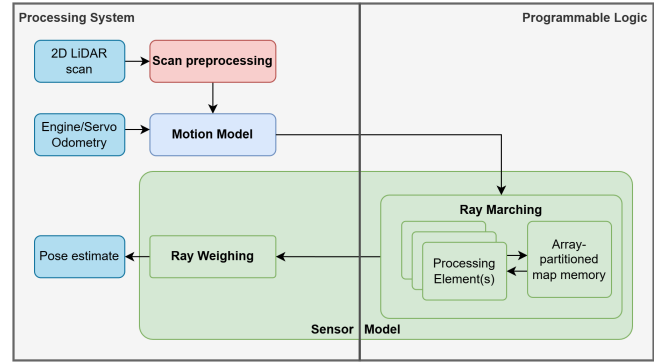 Processing System
Programmable Logic
2D LiDAR
scan
Scan preprocessing
Engine/Servo
Odometry
Motion Model
Ray Marching
Processing
Element(s)
Array-
partitioned
map memory
Pose estimate
Ray Weighing
Sensor Model